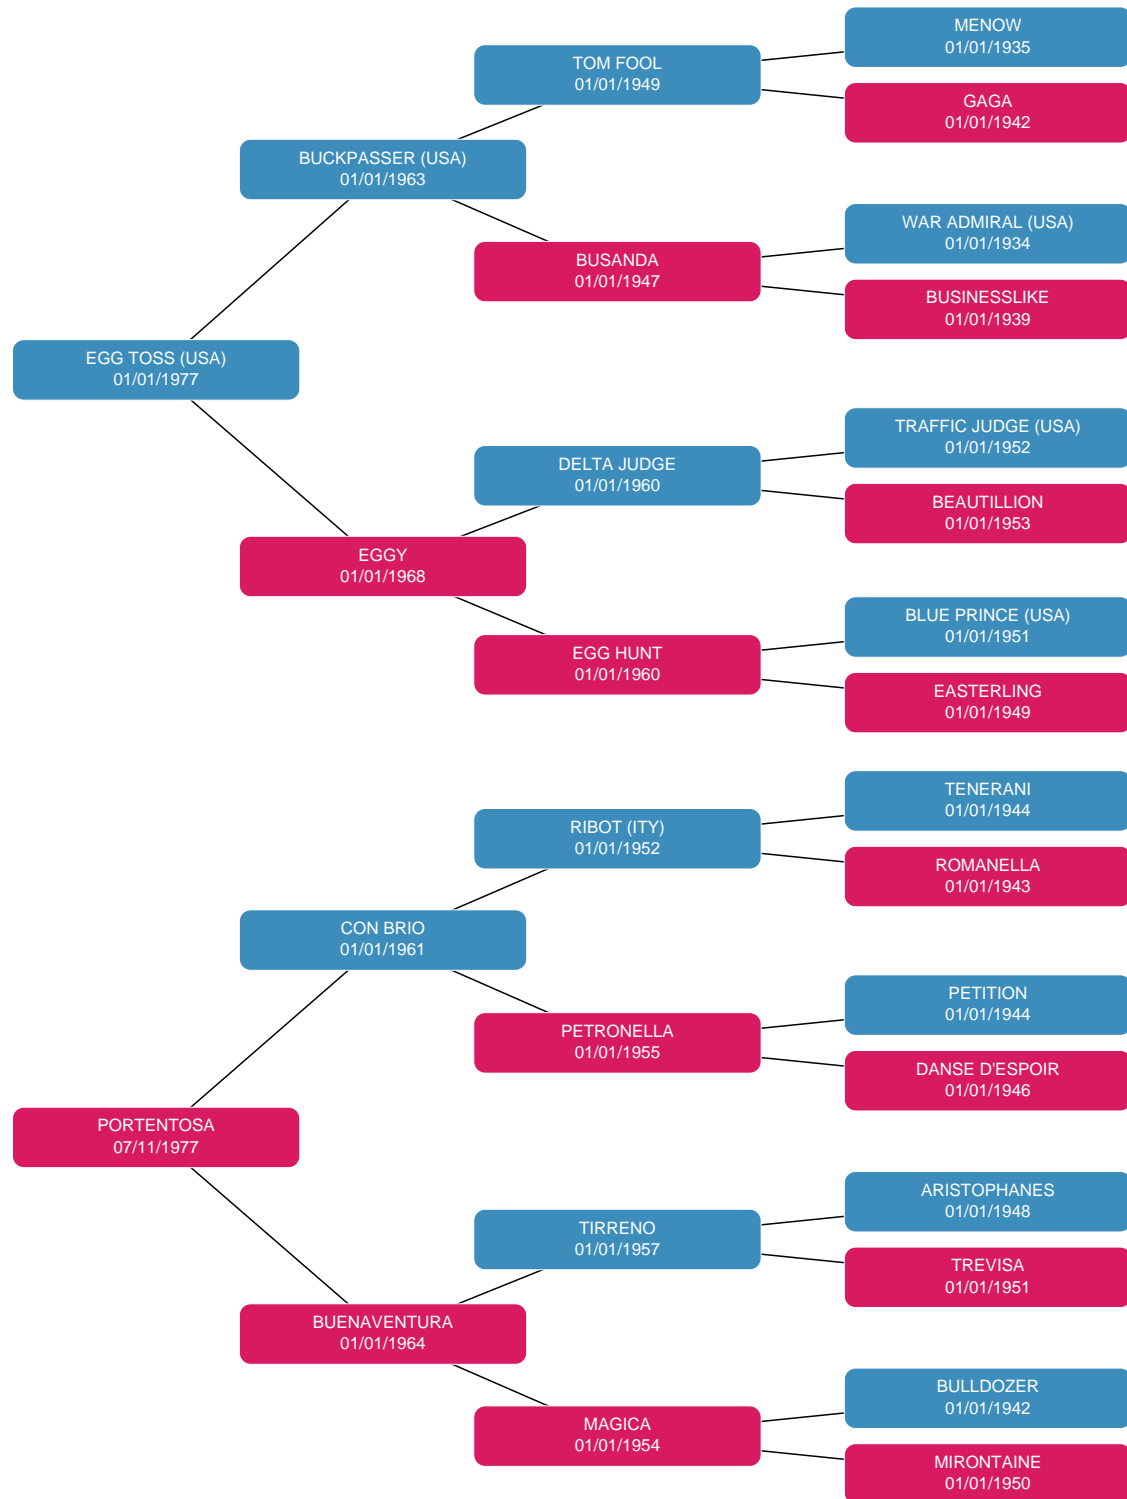 MENOW
01/01/1935
TOM FOOL
01/01/1949
GAGA
01/01/1942
BUCKPASSER (USA)
01/01/1963
WAR ADMIRAL (USA)
01/01/1934
BUSANDA
01/01/1947
BUSINESSLIKE
01/01/1939
EGG TOSS (USA)
01/01/1977
TRAFFIC JUDGE (USA)
01/01/1952
DELTA JUDGE
01/01/1960
BEAUTILLION
01/01/1953
EGGY
01/01/1968
BLUE PRINCE (USA)
01/01/1951
EGG HUNT
01/01/1960
EASTERLING
01/01/1949
TENERANI
01/01/1944
RIBOT (ITY)
01/01/1952
ROMANELLA
01/01/1943
CON BRIO
01/01/1961
PETITION
01/01/1944
PETRONELLA
01/01/1955
DANSE D'ESPOIR
01/01/1946
PORTENTOSA
07/11/1977
ARISTOPHANES
01/01/1948
TIRRENO
01/01/1957
TREVISA
01/01/1951
BUENAVENTURA
01/01/1964
BULLDOZER
01/01/1942
MAGICA
01/01/1954
MIRONTAINE
01/01/1950